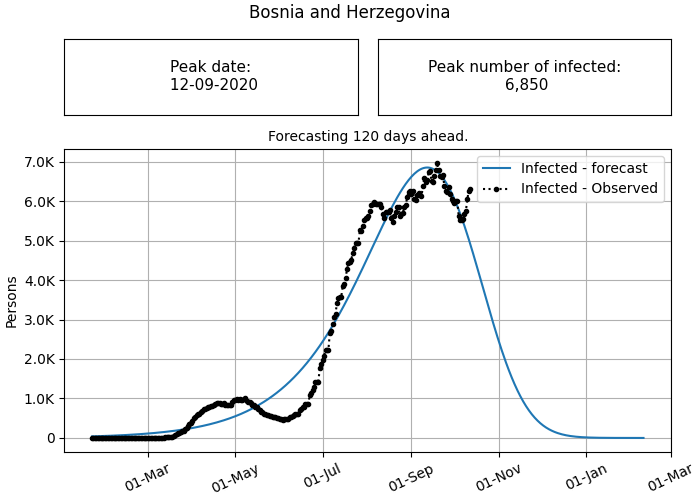 Bosnia and Herzegovina
Peak date:
12-09-2020
Peak number of infected:
6,850
Forecasting 120 days ahead.
Infected - forecast
Infected - Observed
7.0K
6.0K
5.0K
4.0K
3.0K
2.0K
1.0K
0
Persons
01-Mar
01-May
01-Jul
01-Sep
01-Nov
01-Jan
01-Mar